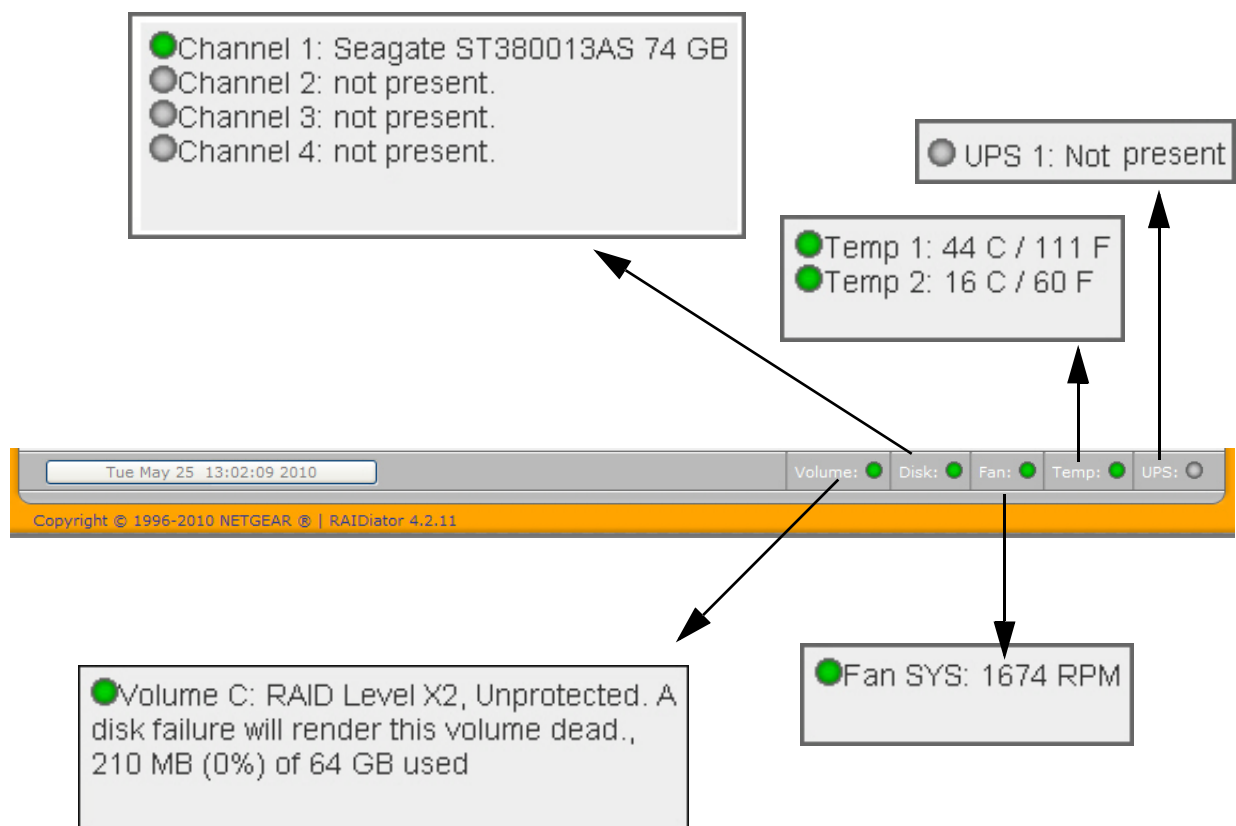 Channel 1: Seagate ST380013AS 74 GB
Channel 2: not present.
Channel 3: not present.
Channel 4: not present.
UPS 1: Not present
Temp 1: 44 C / 111 F
Temp 2: 16 C / 60 F
Tue May 25 13:02:09 2010
Volume: Disk: Fan: Temp: UPS:
Copyright © 1996-2010 NETGEAR ® | RAIDiator 4.2.11
Volume C: RAID Level X2, Unprotected. A
disk failure will render this volume dead.,
210 MB (0%) of 64 GB used
Fan SYS: 1674 RPM